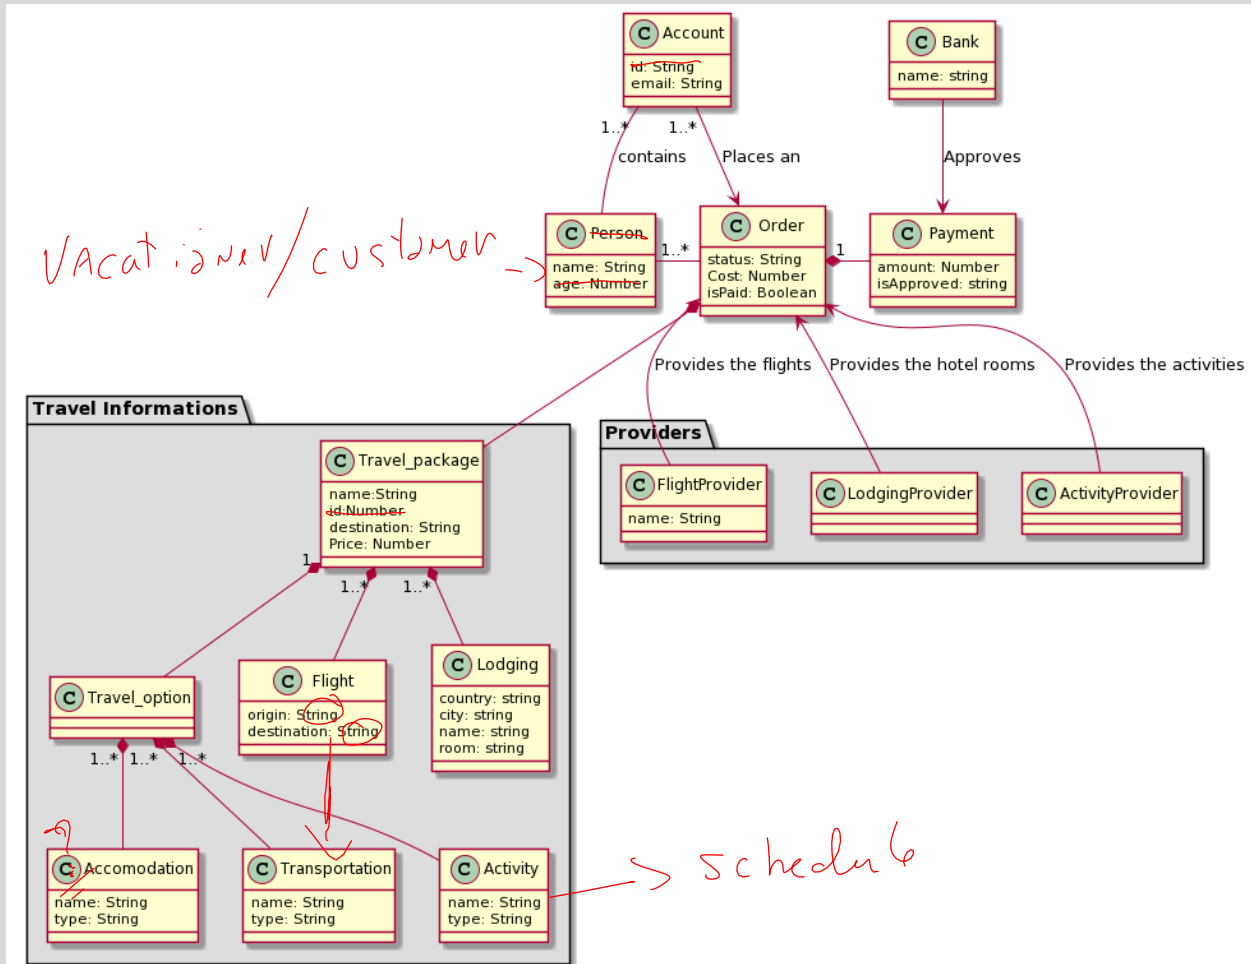 C Account
id: String
email: String
C Bank
name: string
1..*
1..*
contains
Places an
Approves
VAcationer/customer
C Person
name: String
age: Number
1..*
C Order
status: String
Cost: Number
isPaid: Boolean
1
C Payment
amount: Number
isApproved: string
Provides the flights
Provides the hotel rooms
Provides the activities
Travel Informations
Providers
C Travel_package
name:String
id:Number
destination: String
Price: Number
C FlightProvider
name: String
C LodgingProvider
C ActivityProvider
1
1..*
1..*
C Travel_option
C Flight
origin: String
destination: String
C Lodging
country: string
city: string
name: string
room: string
1..*
1..*
1..*
C Accomodation
name: String
type: String
C Transportation
name: String
type: String
C Activity
name: String
type: String